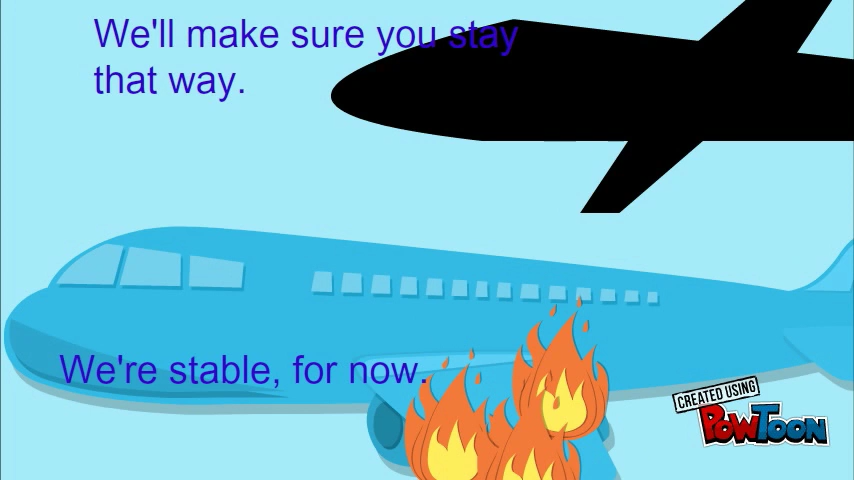 We'll make sure you stay
that way.
We're stable, for now.
CREATED USING
POWTOON